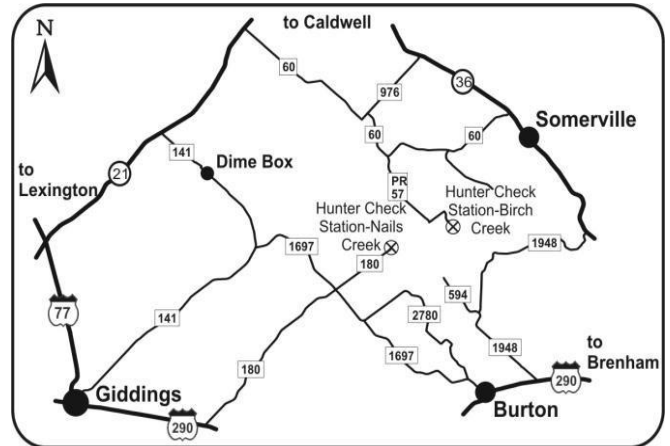 N
to Caldwell
60
976
36
Somerville
60
60
141
Dime Box
to
Lexington
21
PR
57
Hunter Check
Station-Birch
Creek
Hunter Check
Station-Nails
Creek
1948
1697
180
77
594
141
2780
1948
to
Brenham
1697
180
290
Giddings
290
Burton